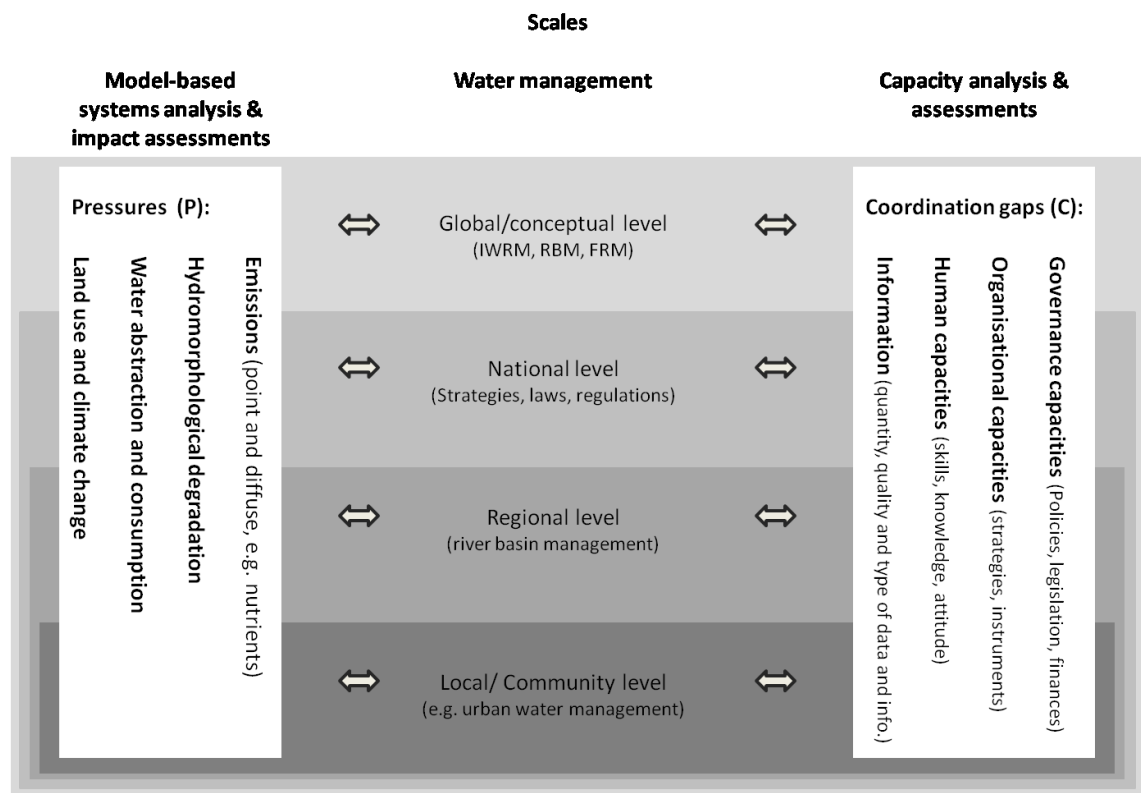 Scales
Model-based
systems analysis &
impact assessments
Water management
Capacity analysis &
assessments
Pressures (P):
Land use and climate change
Water abstraction and consumption
Hydromorphological degradation
Emissions (point and diffuse, e.g. nutrients)
Global/conceptual level
(IWRM, RBM, FRM)
National level
(Strategies, laws, regulations)
Regional level
(river basin management)
Local/ Community level
(e.g. urban water management)
Coordination gaps (C):
Information (quantity, quality and type of data and info.)
Human capacities (skills, knowledge, attitude)
Organisational capacities (strategies, instruments)
Governance capacities (Policies, legislation, finances)